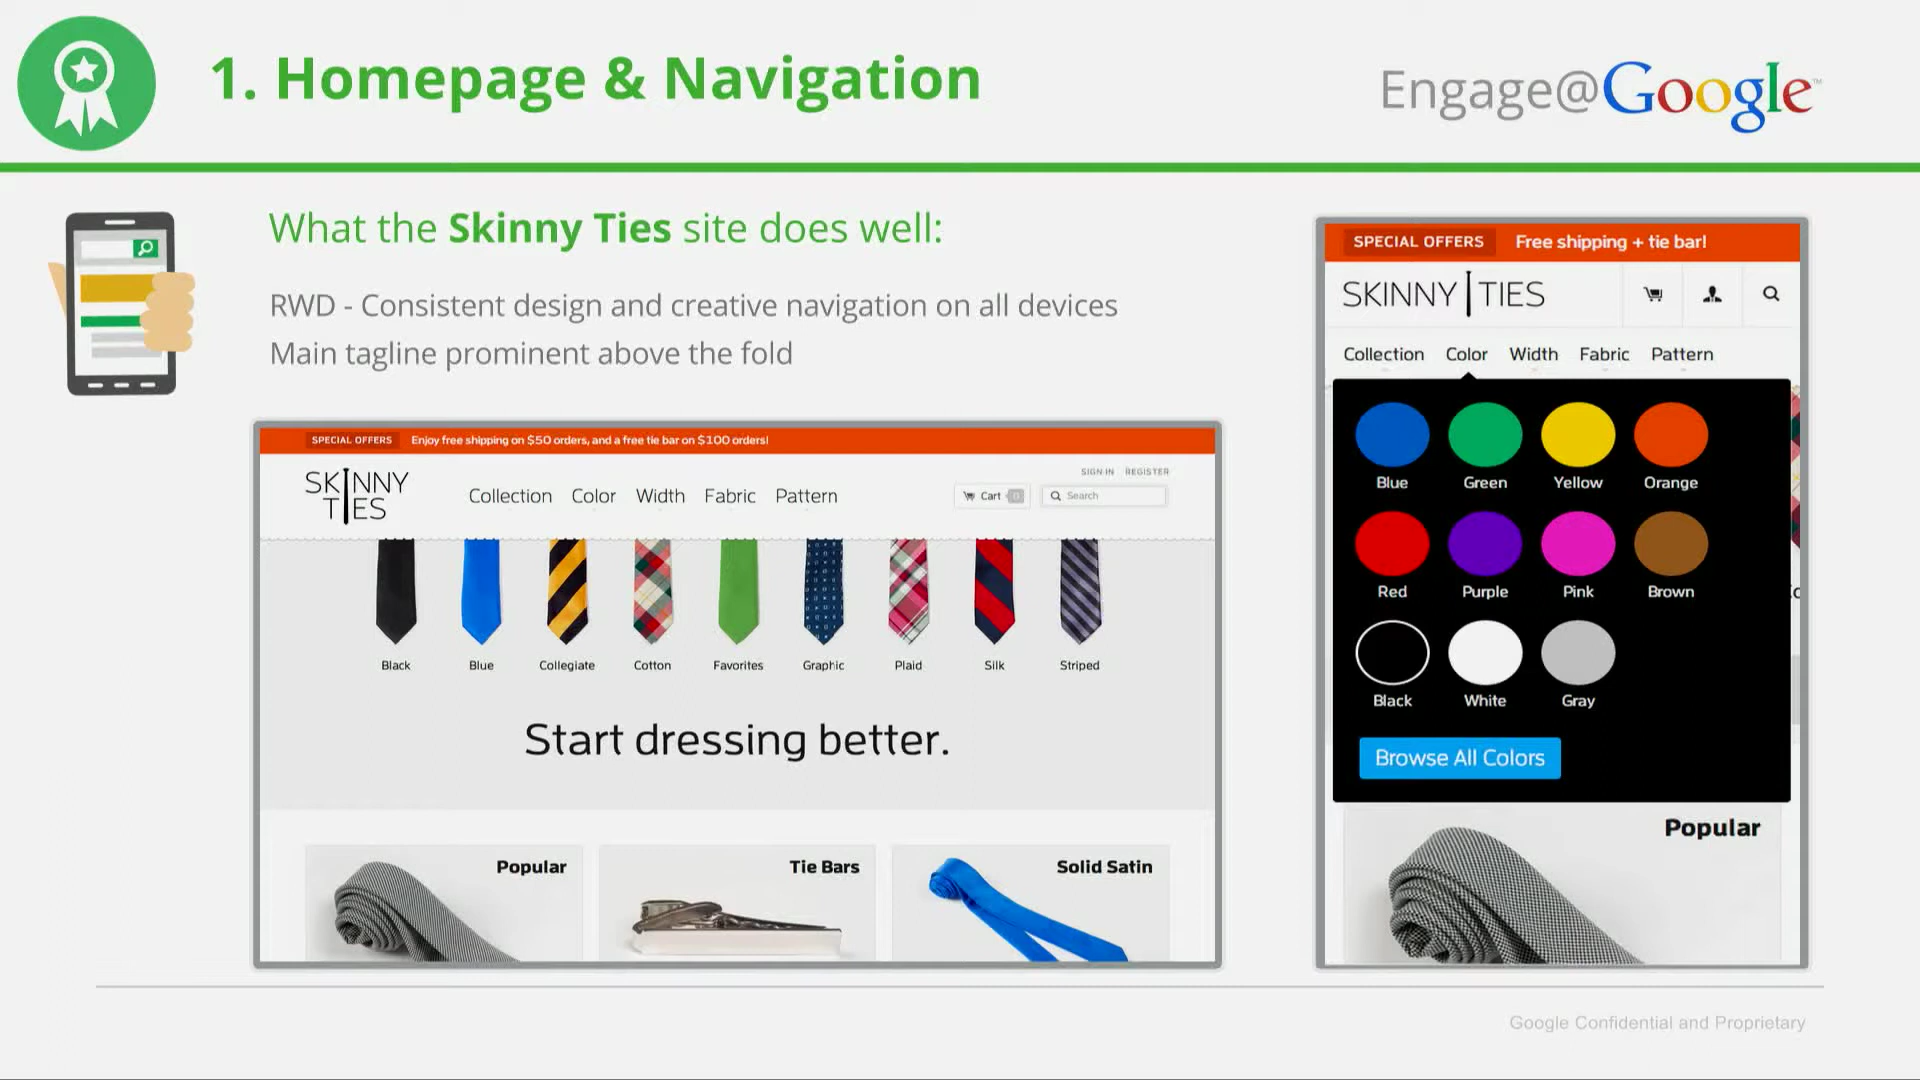 1. Homepage & Navigation
Engage@Google™
What the Skinny Ties site does well:
RWD - Consistent design and creative navigation on all devices
Main tagline prominent above the fold
SPECIAL OFFERS Enjoy free shipping on $50 orders, and a free tie bar on $100 orders!
SIGN IN REGISTER
SKINNY
TIES
Collection Color Width Fabric Pattern
Cart 0 Search
Black Blue Collegiate Cotton Favorites Graphic Plaid Silk Striped
Start dressing better.
Popular Tie Bars Solid Satin
SPECIAL OFFERS Free shipping + tie bar!
SKINNY TIES
Collection Color Width Fabric Pattern
Blue Green Yellow Orange
Red Purple Pink Brown
Black White Gray
Browse All Colors
Popular
Google Confidential and Proprietary